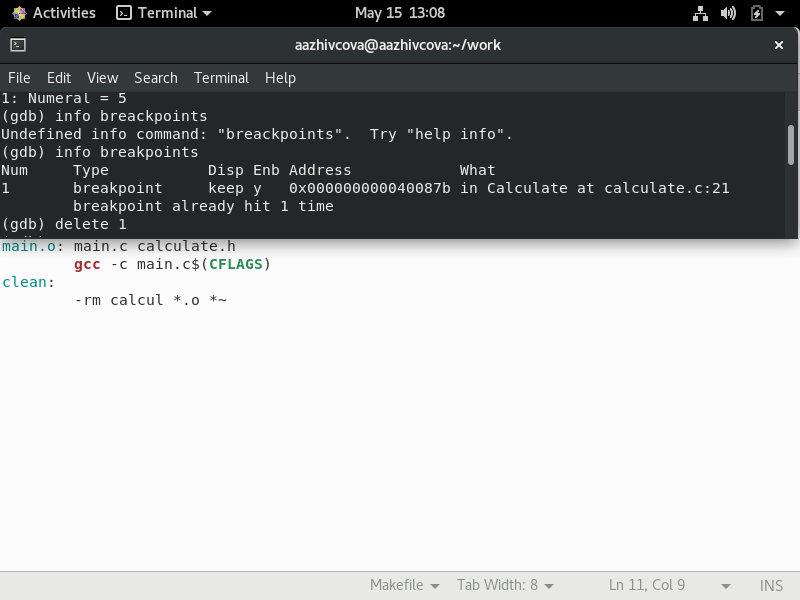 Activities Terminal May 15 13:08
aazhivcova@aazhivcova:~/work
File Edit View Search Terminal Help
1: Numeral = 5
(gdb) info breackpoints
Undefined info command: "breackpoints".  Try "help info".
(gdb) info breakpoints
Num     Type           Disp Enb Address            What
1       breakpoint     keep y   0x000000000040087b in Calculate at calculate.c:21
        breakpoint already hit 1 time
(gdb) delete 1
main.o: main.c calculate.h
        gcc -c main.c$(CFLAGS)
clean:
        -rm calcul *.o *~
Makefile Tab Width: 8 Ln 11, Col 9 INS